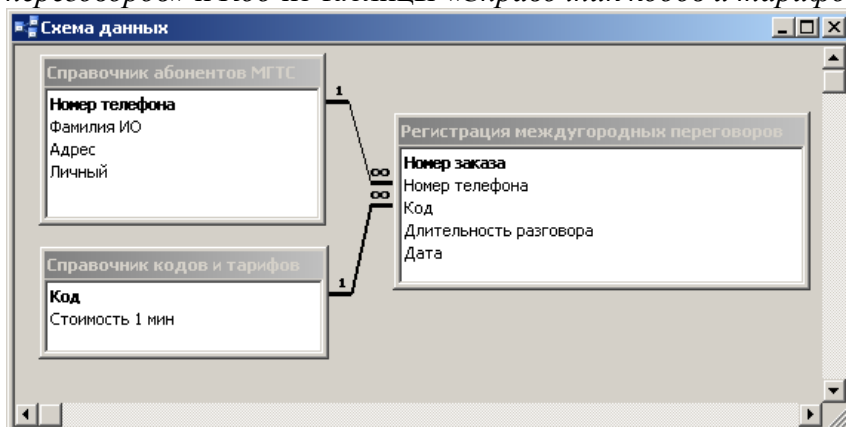 Схема данных
Справочник абонентов МГТС
Номер телефона
Фамилия ИО
Адрес
Личный
1
∞
∞
Регистрация междугородных переговоров
Номер заказа
Номер телефона
Код
Длительность разговора
Дата
Справочник кодов и тарифов
Код
Стоимость 1 мин
1